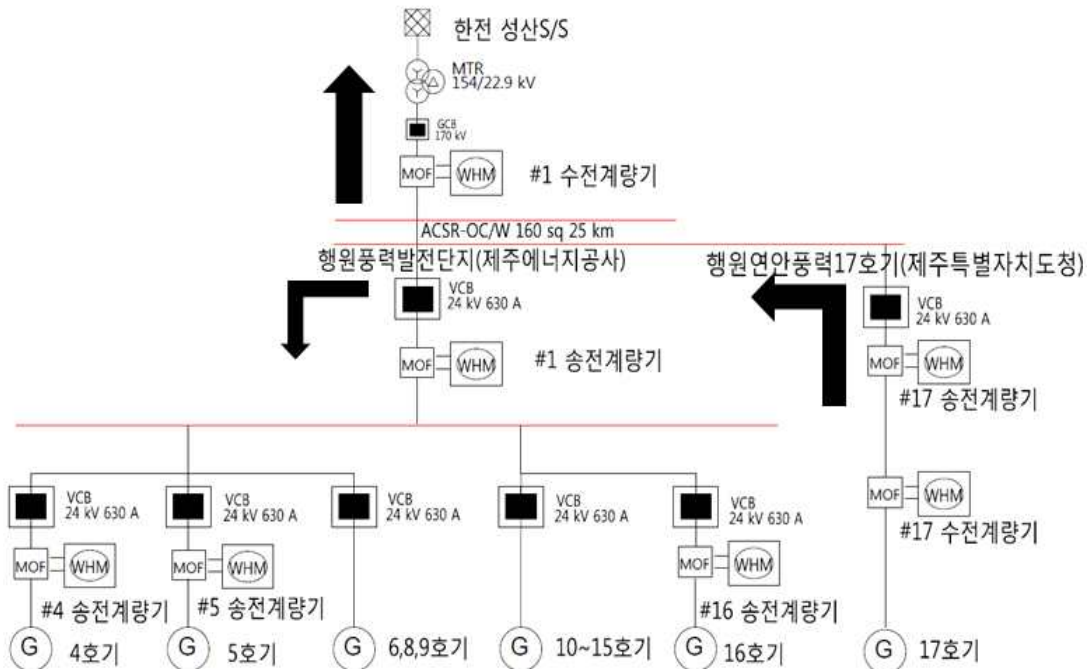 한전 성산S/S
MTR
154/22.9 kV
GCB
170 kV
MOF
WHM
#1 수전계량기
ACSR-OC/W 160 sq 25 km
행원풍력발전단지(제주에너지공사)
행원연안풍력17호기(제주특별자치도청)
VCB
24 kV 630 A
VCB
24 kV 630 A
MOF
WHM
#1 송전계량기
MOF
WHM
#17 송전계량기
VCB
24 kV 630 A
VCB
24 kV 630 A
VCB
24 kV 630 A
VCB
24 kV 630 A
VCB
24 kV 630 A
MOF
WHM
#17 수전계량기
MOF
WHM
#4 송전계량기
MOF
WHM
#5 송전계량기
MOF
WHM
#16 송전계량기
G
4호기
G
5호기
G
6,8,9호기
G
10~15호기
G
16호기
G
17호기